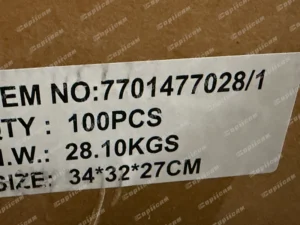 EM NO:7701477028/1
TY : 100PCS
.W.: 28.10KGS
SIZE: 34*32*27CM